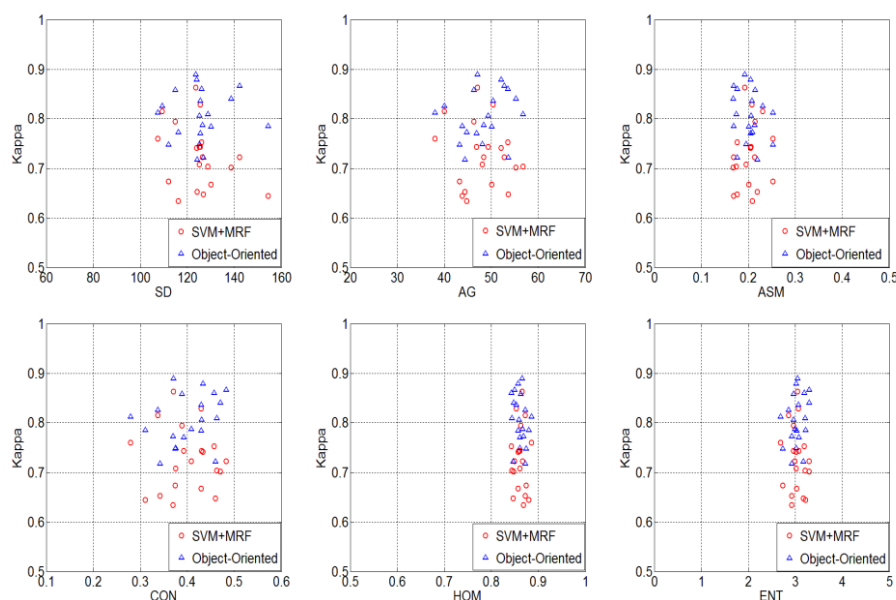 1
0.9
0.8
0.7
0.6
0.5
Kappa
SVM+MRF
Object-Oriented
60 80 100 120 140 160
SD
1
0.9
0.8
0.7
0.6
0.5
Kappa
SVM+MRF
Object-Oriented
20 30 40 50 60 70
AG
1
0.9
0.8
0.7
0.6
0.5
Kappa
SVM+MRF
Object-Oriented
0 0.1 0.2 0.3 0.4 0.5
ASM
1
0.9
0.8
0.7
0.6
0.5
Kappa
SVM+MRF
Object-Oriented
0.1 0.2 0.3 0.4 0.5 0.6
CON
1
0.9
0.8
0.7
0.6
0.5
Kappa
SVM+MRF
Object-Oriented
0.5 0.6 0.7 0.8 0.9 1
HOM
1
0.9
0.8
0.7
0.6
0.5
Kappa
SVM+MRF
Object-Oriented
0 1 2 3 4 5
ENT